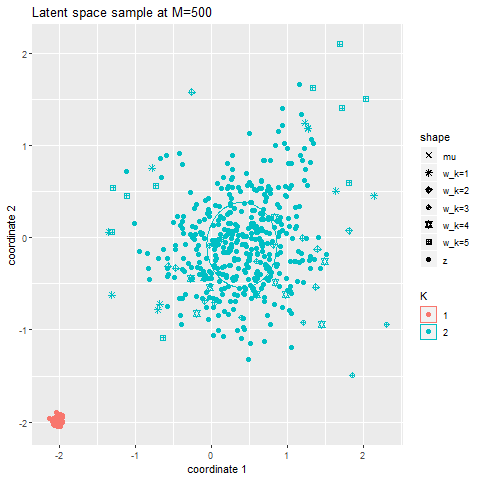 Latent space sample at M=500
2
1
0
-1
-2
coordinate 2
-2
-1
0
1
2
coordinate 1
shape
mu
w_k=1
w_k=2
w_k=3
w_k=4
w_k=5
z
K
1
2